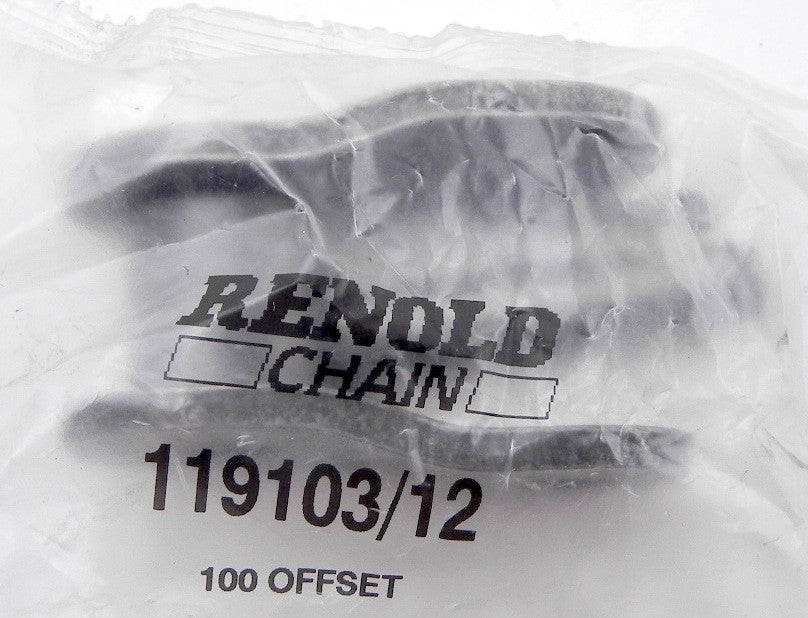 RENOLD
CHAIN
119103/12
100 OFFSET